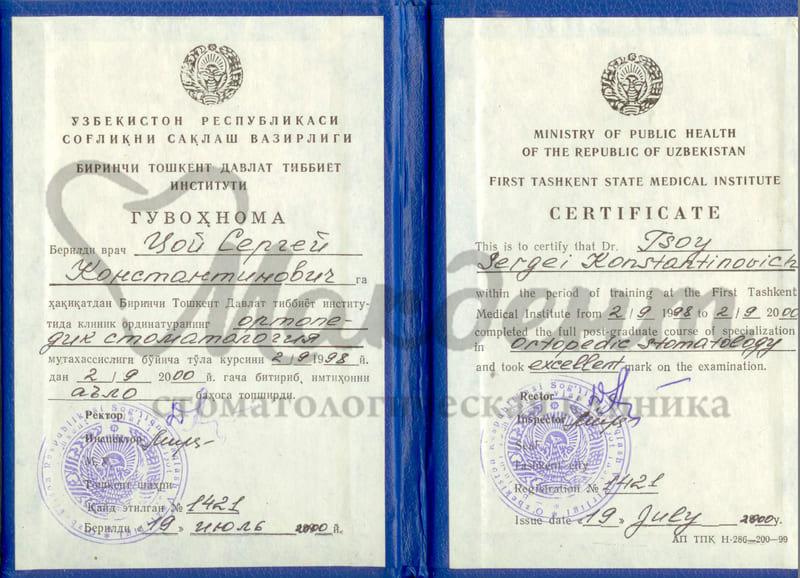 ЎЗБЕКИСТОН РЕСПУБЛИКАСИ
СОҒЛИҚНИ САҚЛАШ ВАЗИРЛИГИ
БИРИНЧИ ТОШКЕНТ ДАВЛАТ ТИББИЁТ
ИНСТИТУТИ
ГУВОҲНОМА
Берилди врач Цой Сергей
Константинович га
ҳақиқатдан Биринчи Тошкент Давлат тиббиёт институ-
тида клиник ординатуранинг ортопе-
дик стоматология
мутахассислиги бўйича тўла курсини 2/9 1998 й.
дан 2/9 2000 й. гача битириб, имтиҳонни
аъло баҳога топширди.
Ректор
Инспектор
М. Ў.
Тошкент шаҳри
Қайд этилган № 1421
Берилди «19» июль 2000 й.
MINISTRY OF PUBLIC HEALTH
OF THE REPUBLIC OF UZBEKISTAN
FIRST TASHKENT STATE MEDICAL INSTITUTE
CERTIFICATE
This is to certify that Dr. Tsoy
Sergei Konstantinovich
within the period of training at the First Tashkent
Medical Institute from 2/9 1998 to 2/9 2000
completed the full post-graduate course of specialization
in Ortopedic stomatology
and took excellent mark on the examination.
Rector
Inspector
Seal
Tashkent city
Registration № 1421
Issue date «19» July 2000 y.
АП ТПК Н-286—200—99
Макдент
стоматологическая клиника